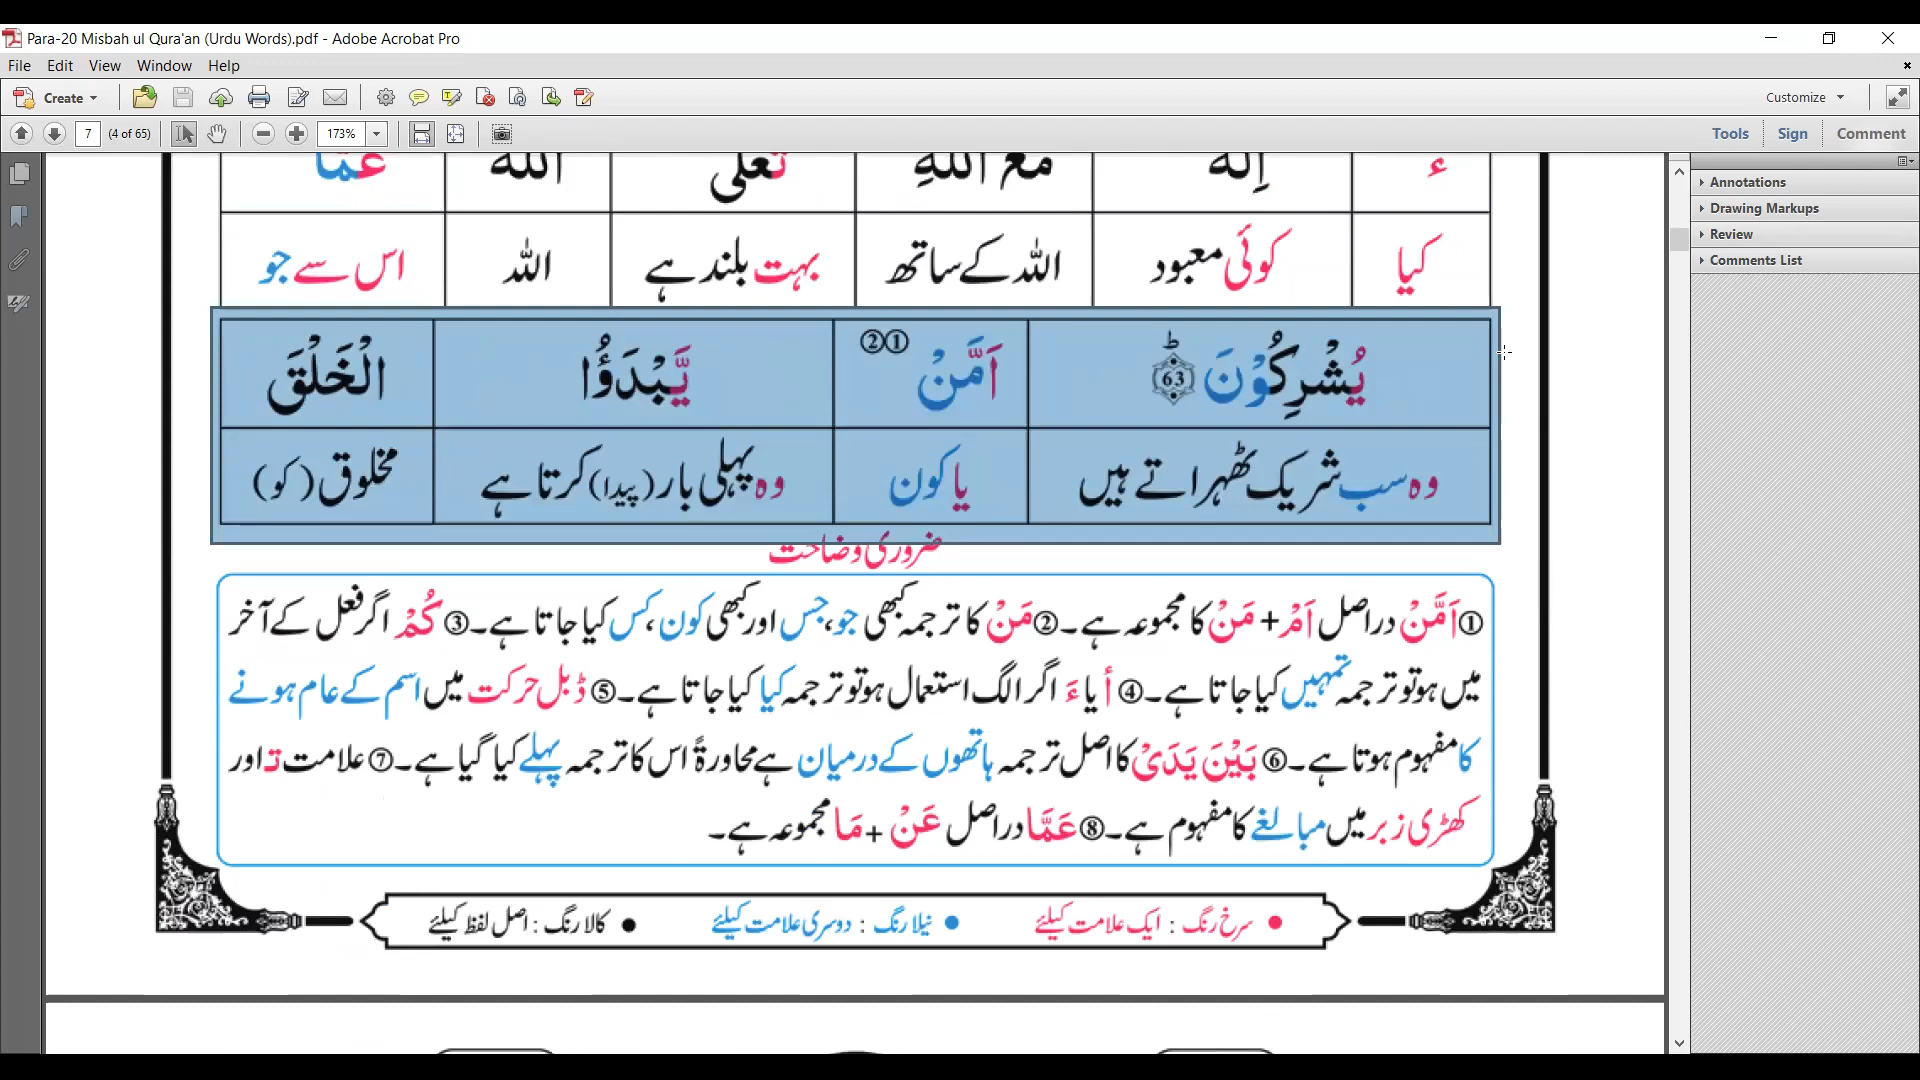 Para-20 Misbah ul Qura'an (Urdu Words).pdf - Adobe Acrobat Pro
File Edit View Window Help
Create Customize
7 (4 of 65) 173% Tools Sign Comment
Annotations
Drawing Markups
Review
Comments List
ءَ اِلٰهٌ مَّعَ اللّٰهِ تَعٰلَى اللّٰهُ عَمَّا
کیا کوئی معبود اللہ کے ساتھ بہت بلند ہے اللہ اس سے جو
یُشْرِكُوْنَ 63 اَمَّنْ ①② یَّبْدَؤُا الْخَلْقَ
وہ سب شریک ٹھہراتے ہیں یا کون وہ پہلی بار (پیدا) کرتا ہے مخلوق (کو)
ضروری وضاحت
① اَمَّنْ دراصل اَمْ + مَنْ کا مجموعہ ہے۔ ② مَنْ کا ترجمہ کبھی جو، جس اور کبھی کون، کس کیا جاتا ہے۔ ③ كُمْ اگر فعل کے آخر
میں ہو تو ترجمہ تمہیں کیا جاتا ہے۔ ④ أ یا ءَ اگر الگ استعمال ہو تو ترجمہ کیا کیا جاتا ہے۔ ⑤ ڈبل حرکت میں اسم کے عام ہونے
کا مفہوم ہوتا ہے۔ ⑥ بَیْنَ یَدَیْ کا اصل ترجمہ ہاتھوں کے درمیان ہے محاورۃً اس کا ترجمہ پہلے کیا گیا ہے۔ ⑦ علامت تـ اور
کھڑی زبر میں مبالغے کا مفہوم ہے۔ ⑧ عَمَّا دراصل عَنْ + مَا مجموعہ ہے۔
● سرخ رنگ : ایک علامت کیلئے ● نیلا رنگ : دوسری علامت کیلئے ● کالا رنگ : اصل لفظ کیلئے